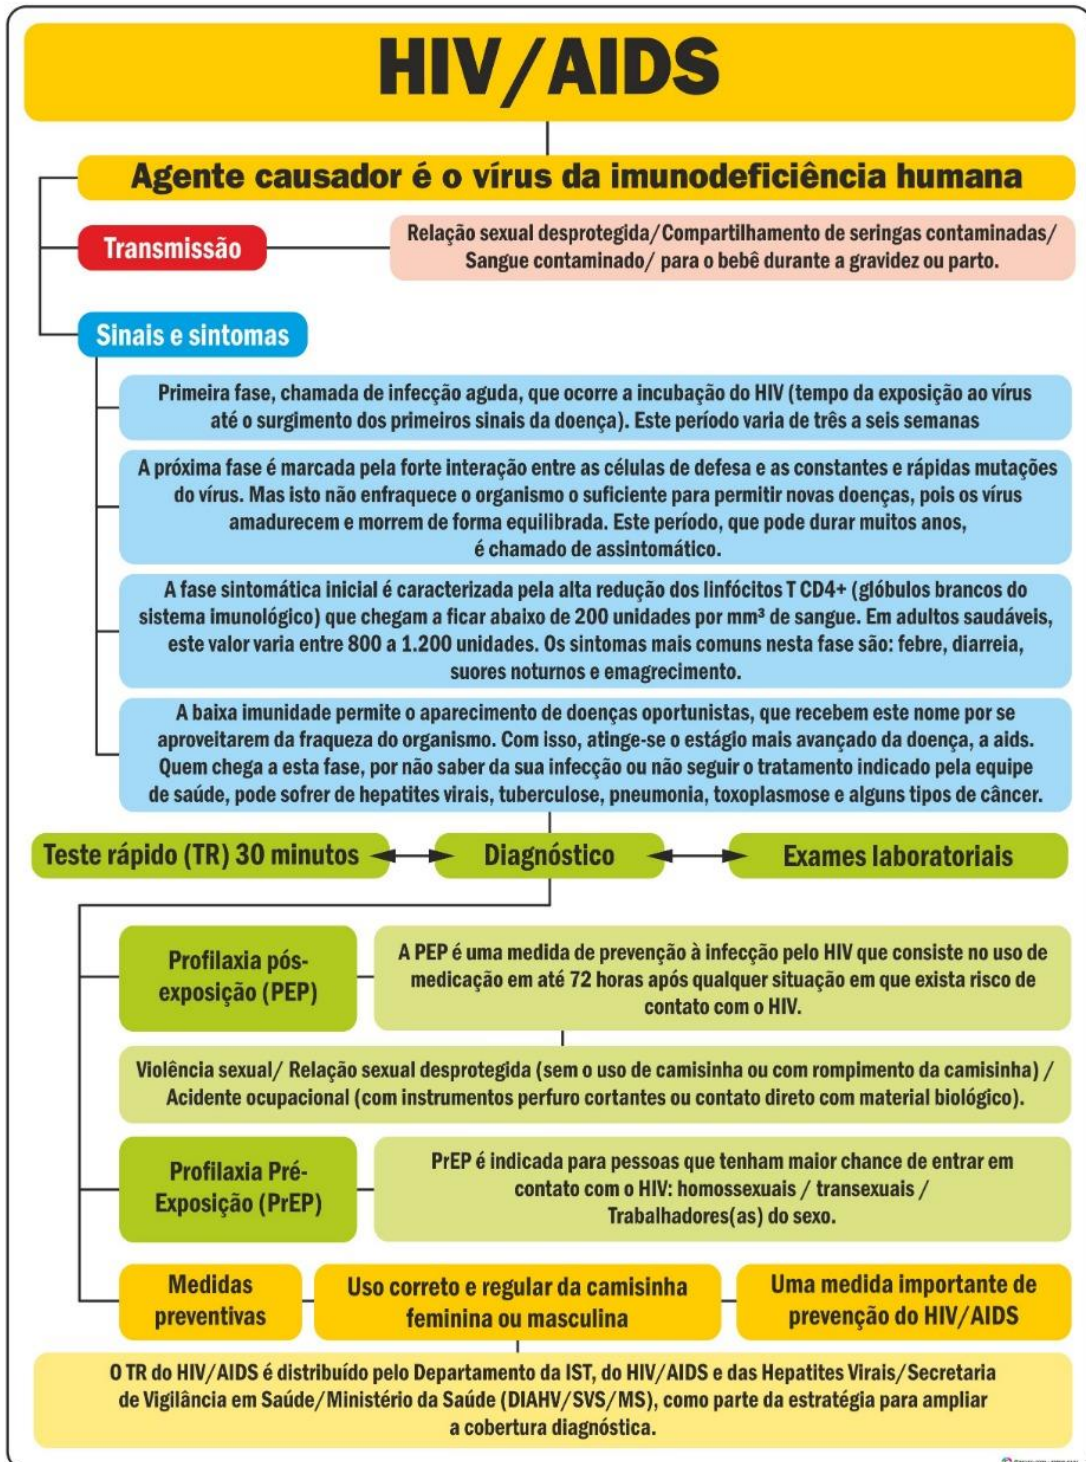 HIV/AIDS
Agente causador é o vírus da imunodeficiência humana
Transmissão
Relação sexual desprotegida/Compartilhamento de seringas contaminadas/
Sangue contaminado/ para o bebê durante a gravidez ou parto.
Sinais e sintomas
Primeira fase, chamada de infecção aguda, que ocorre a incubação do HIV (tempo da exposição ao vírus
até o surgimento dos primeiros sinais da doença). Este período varia de três a seis semanas
A próxima fase é marcada pela forte interação entre as células de defesa e as constantes e rápidas mutações
do vírus. Mas isto não enfraquece o organismo o suficiente para permitir novas doenças, pois os vírus
amadurecem e morrem de forma equilibrada. Este período, que pode durar muitos anos,
é chamado de assintomático.
A fase sintomática inicial é caracterizada pela alta redução dos linfócitos T CD4+ (glóbulos brancos do
sistema imunológico) que chegam a ficar abaixo de 200 unidades por mm³ de sangue. Em adultos saudáveis,
este valor varia entre 800 a 1.200 unidades. Os sintomas mais comuns nesta fase são: febre, diarreia,
suores noturnos e emagrecimento.
A baixa imunidade permite o aparecimento de doenças oportunistas, que recebem este nome por se
aproveitarem da fraqueza do organismo. Com isso, atinge-se o estágio mais avançado da doença, a aids.
Quem chega a esta fase, por não saber da sua infecção ou não seguir o tratamento indicado pela equipe
de saúde, pode sofrer de hepatites virais, tuberculose, pneumonia, toxoplasmose e alguns tipos de câncer.
Teste rápido (TR) 30 minutos
Diagnóstico
Exames laboratoriais
Profilaxia pós-
exposição (PEP)
A PEP é uma medida de prevenção à infecção pelo HIV que consiste no uso de
medicação em até 72 horas após qualquer situação em que exista risco de
contato com o HIV.
Violência sexual/ Relação sexual desprotegida (sem o uso de camisinha ou com rompimento da camisinha) /
Acidente ocupacional (com instrumentos perfuro cortantes ou contato direto com material biológico).
Profilaxia Pré-
Exposição (PrEP)
PrEP é indicada para pessoas que tenham maior chance de entrar em
contato com o HIV: homossexuais / transexuais /
Trabalhadores(as) do sexo.
Medidas
preventivas
Uso correto e regular da camisinha
feminina ou masculina
Uma medida importante de
prevenção do HIV/AIDS
O TR do HIV/AIDS é distribuído pelo Departamento da IST, do HIV/AIDS e das Hepatites Virais/Secretaria
de Vigilância em Saúde/Ministério da Saúde (DIAHV/SVS/MS), como parte da estratégia para ampliar
a cobertura diagnóstica.